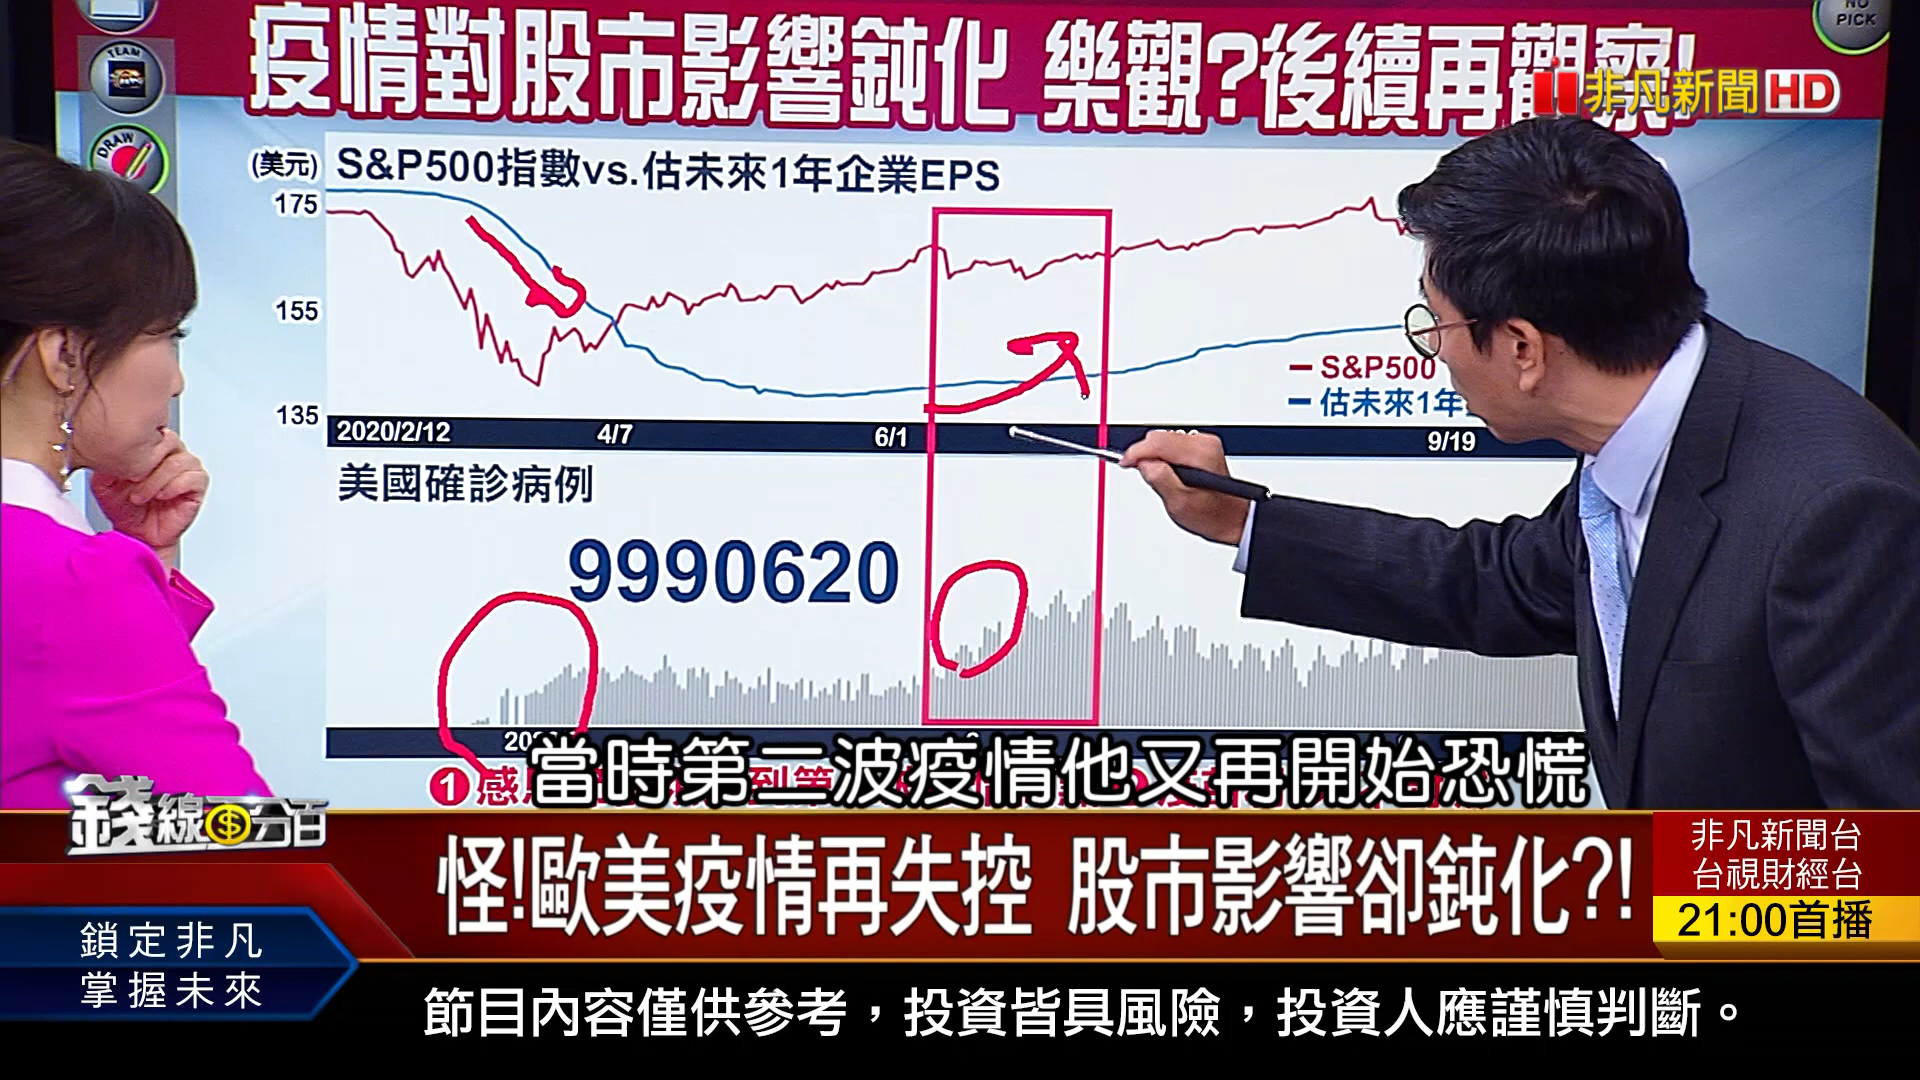 NO
PICK
TEAM
DRAW
疫情對股市影響鈍化 樂觀?後續再觀察!
非凡新聞HD
(美元)
S&P500指數vs.估未來1年企業EPS
175
155
135
S&P500
估未來1年
2020/2/12
4/7
6/1
9/19
美國確診病例
9990620
當時第二波疫情他又再開始恐慌
錢線百分百
怪!歐美疫情再失控 股市影響卻鈍化?!
非凡新聞台
台視財經台
21:00首播
鎖定非凡
掌握未來
節目內容僅供參考，投資皆具風險，投資人應謹慎判斷。